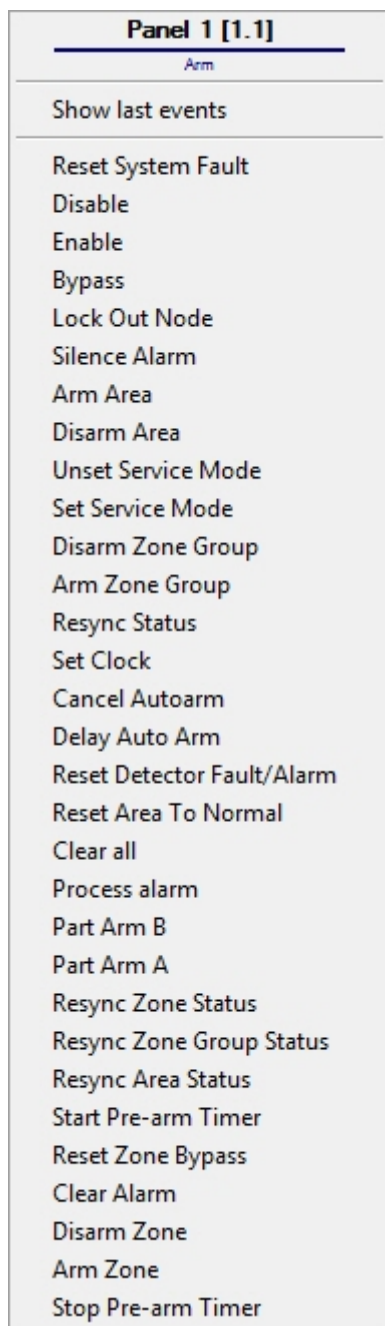 Panel 1 [1.1]
Arm
Show last events
Reset System Fault
Disable
Enable
Bypass
Lock Out Node
Silence Alarm
Arm Area
Disarm Area
Unset Service Mode
Set Service Mode
Disarm Zone Group
Arm Zone Group
Resync Status
Set Clock
Cancel Autoarm
Delay Auto Arm
Reset Detector Fault/Alarm
Reset Area To Normal
Clear all
Process alarm
Part Arm B
Part Arm A
Resync Zone Status
Resync Zone Group Status
Resync Area Status
Start Pre-arm Timer
Reset Zone Bypass
Clear Alarm
Disarm Zone
Arm Zone
Stop Pre-arm Timer